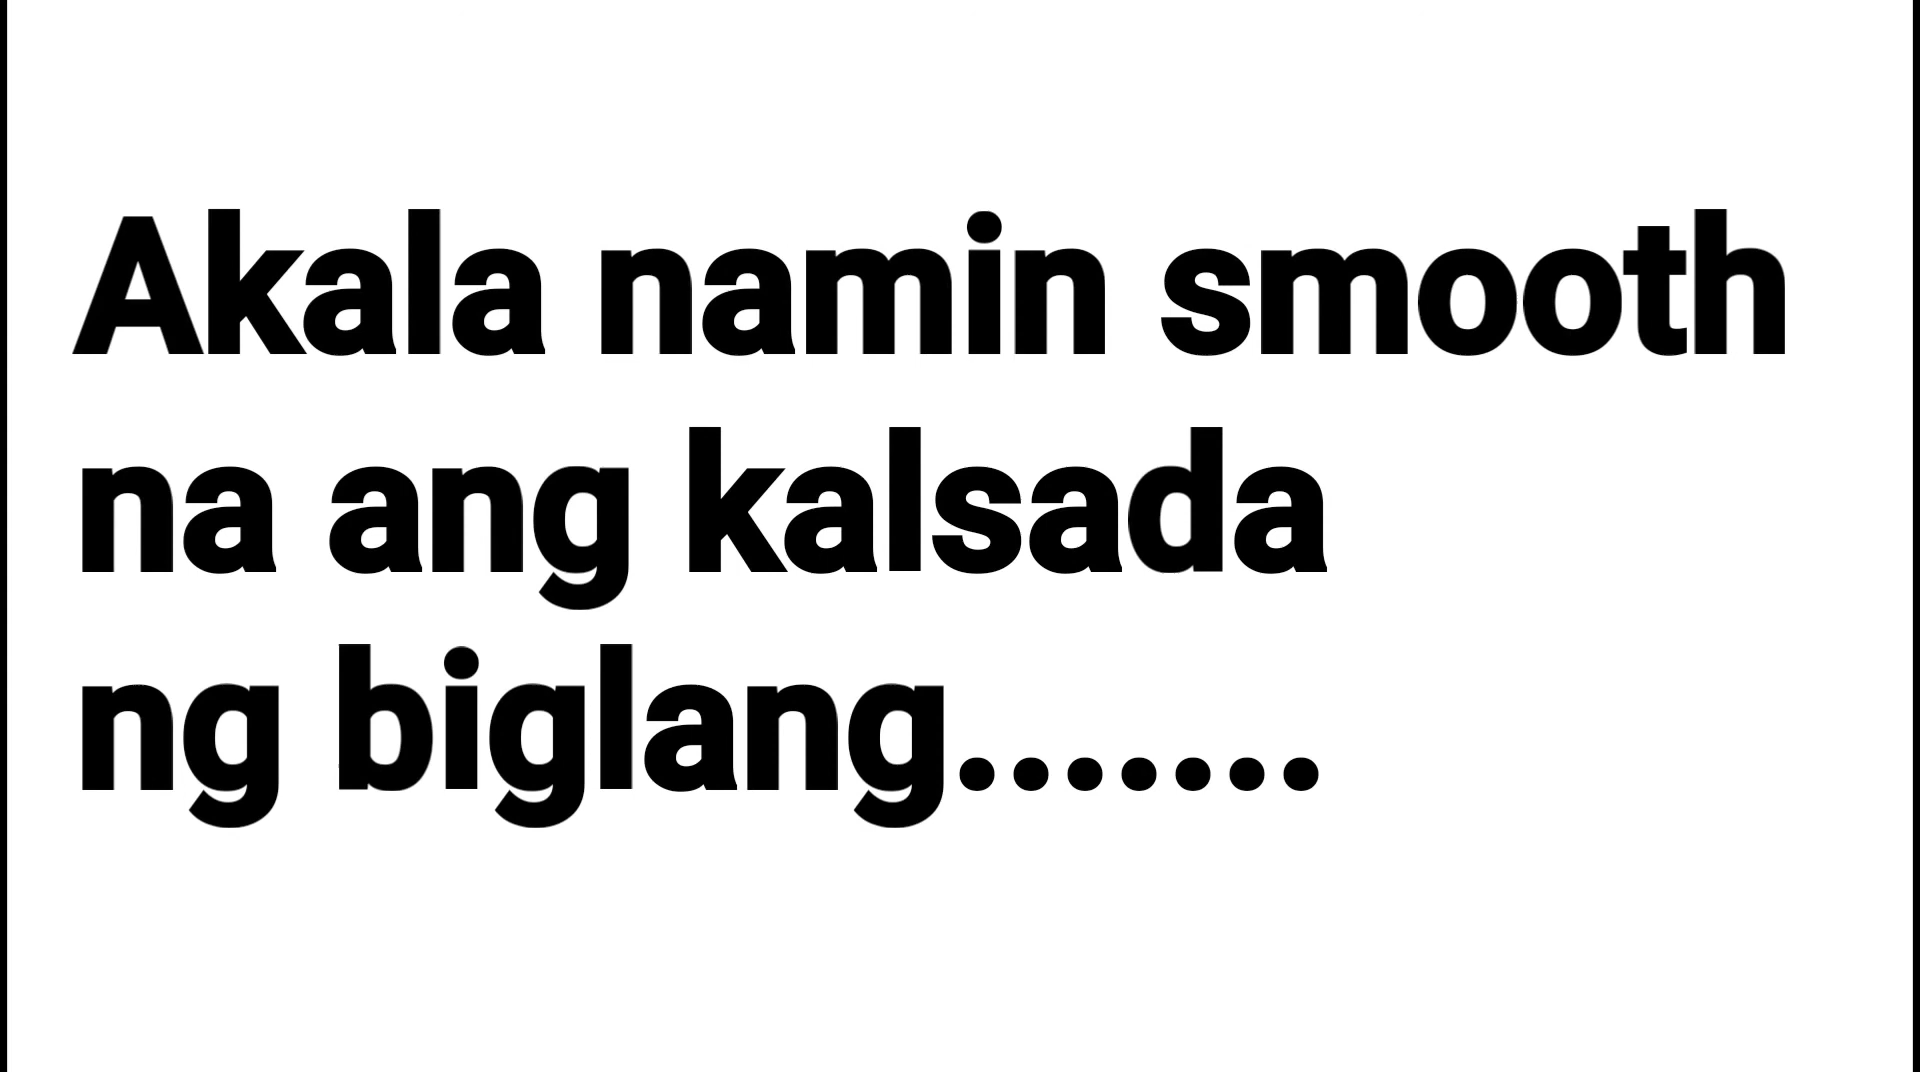 Akala namin smooth
na ang kalsada
ng biglang.......